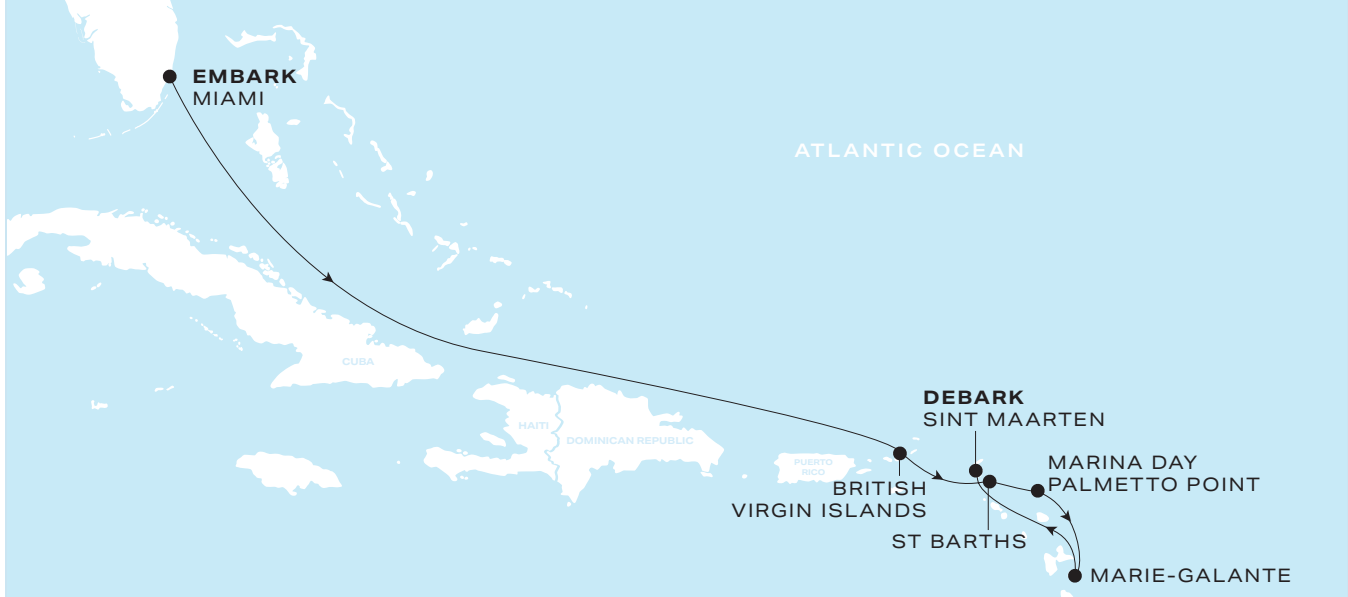 EMBARK
MIAMI
ATLANTIC OCEAN
CUBA
HAITI
DOMINICAN REPUBLIC
PUERTO
RICO
DEBARK
SINT MAARTEN
MARINA DAY
PALMETTO POINT
BRITISH
VIRGIN ISLANDS
ST BARTHS
MARIE-GALANTE